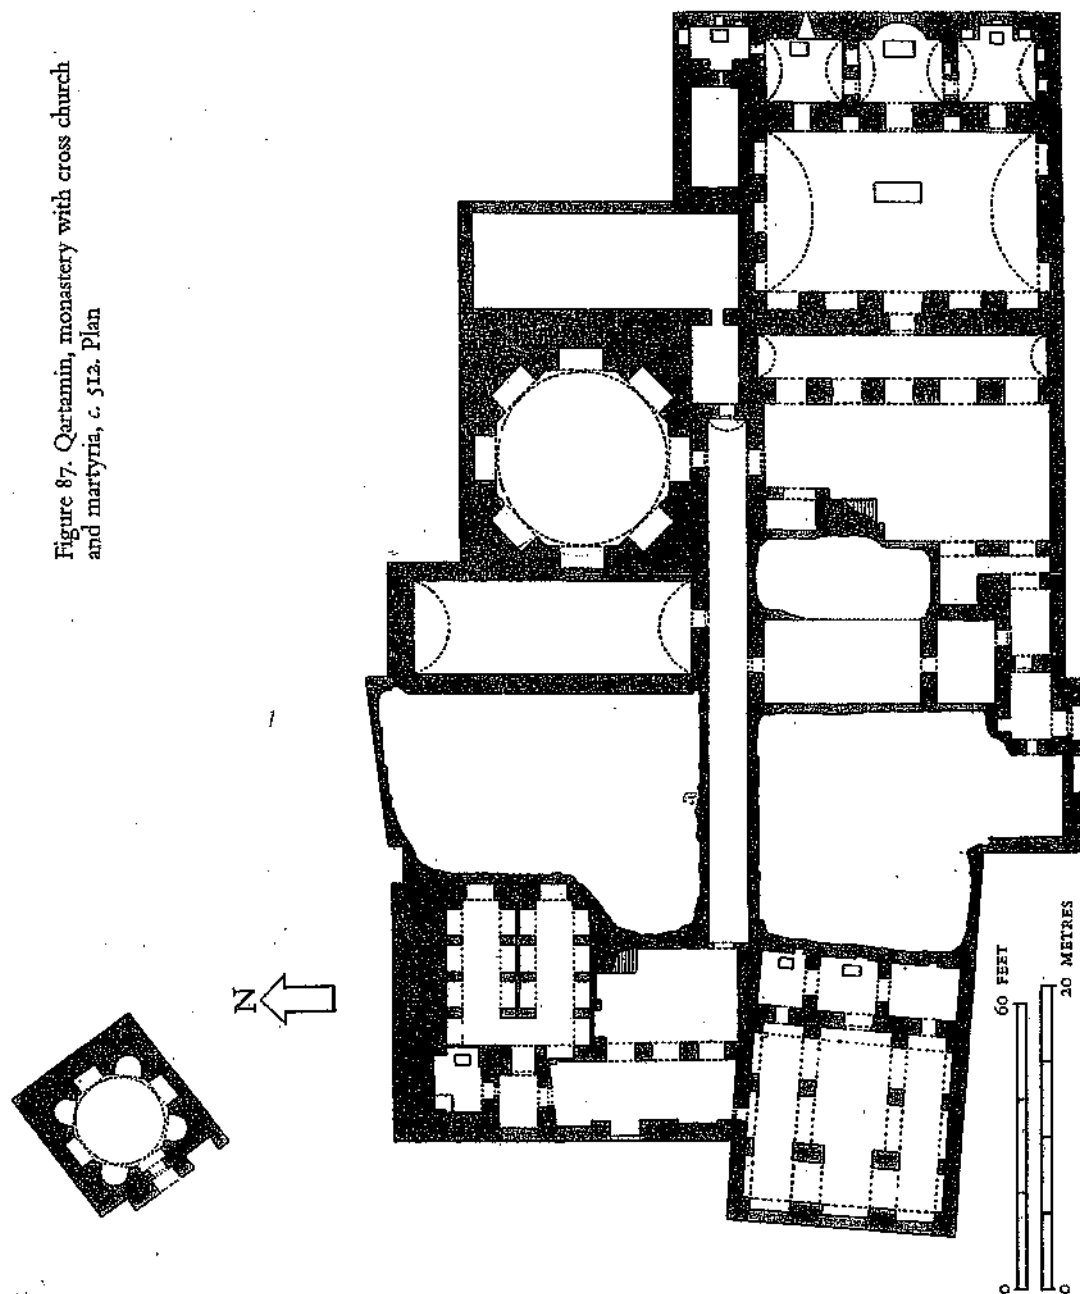 Figure 87. Qartamin, monastery with cross church
and martyria, c. 512. Plan
N
0 60 FEET
0 20 METRES